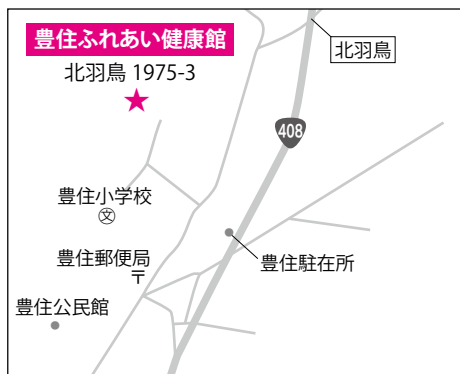 豊住ふれあい健康館
北羽鳥 1975-3
北羽鳥
408
豊住小学校
文
豊住郵便局
〒
豊住駐在所
豊住公民館